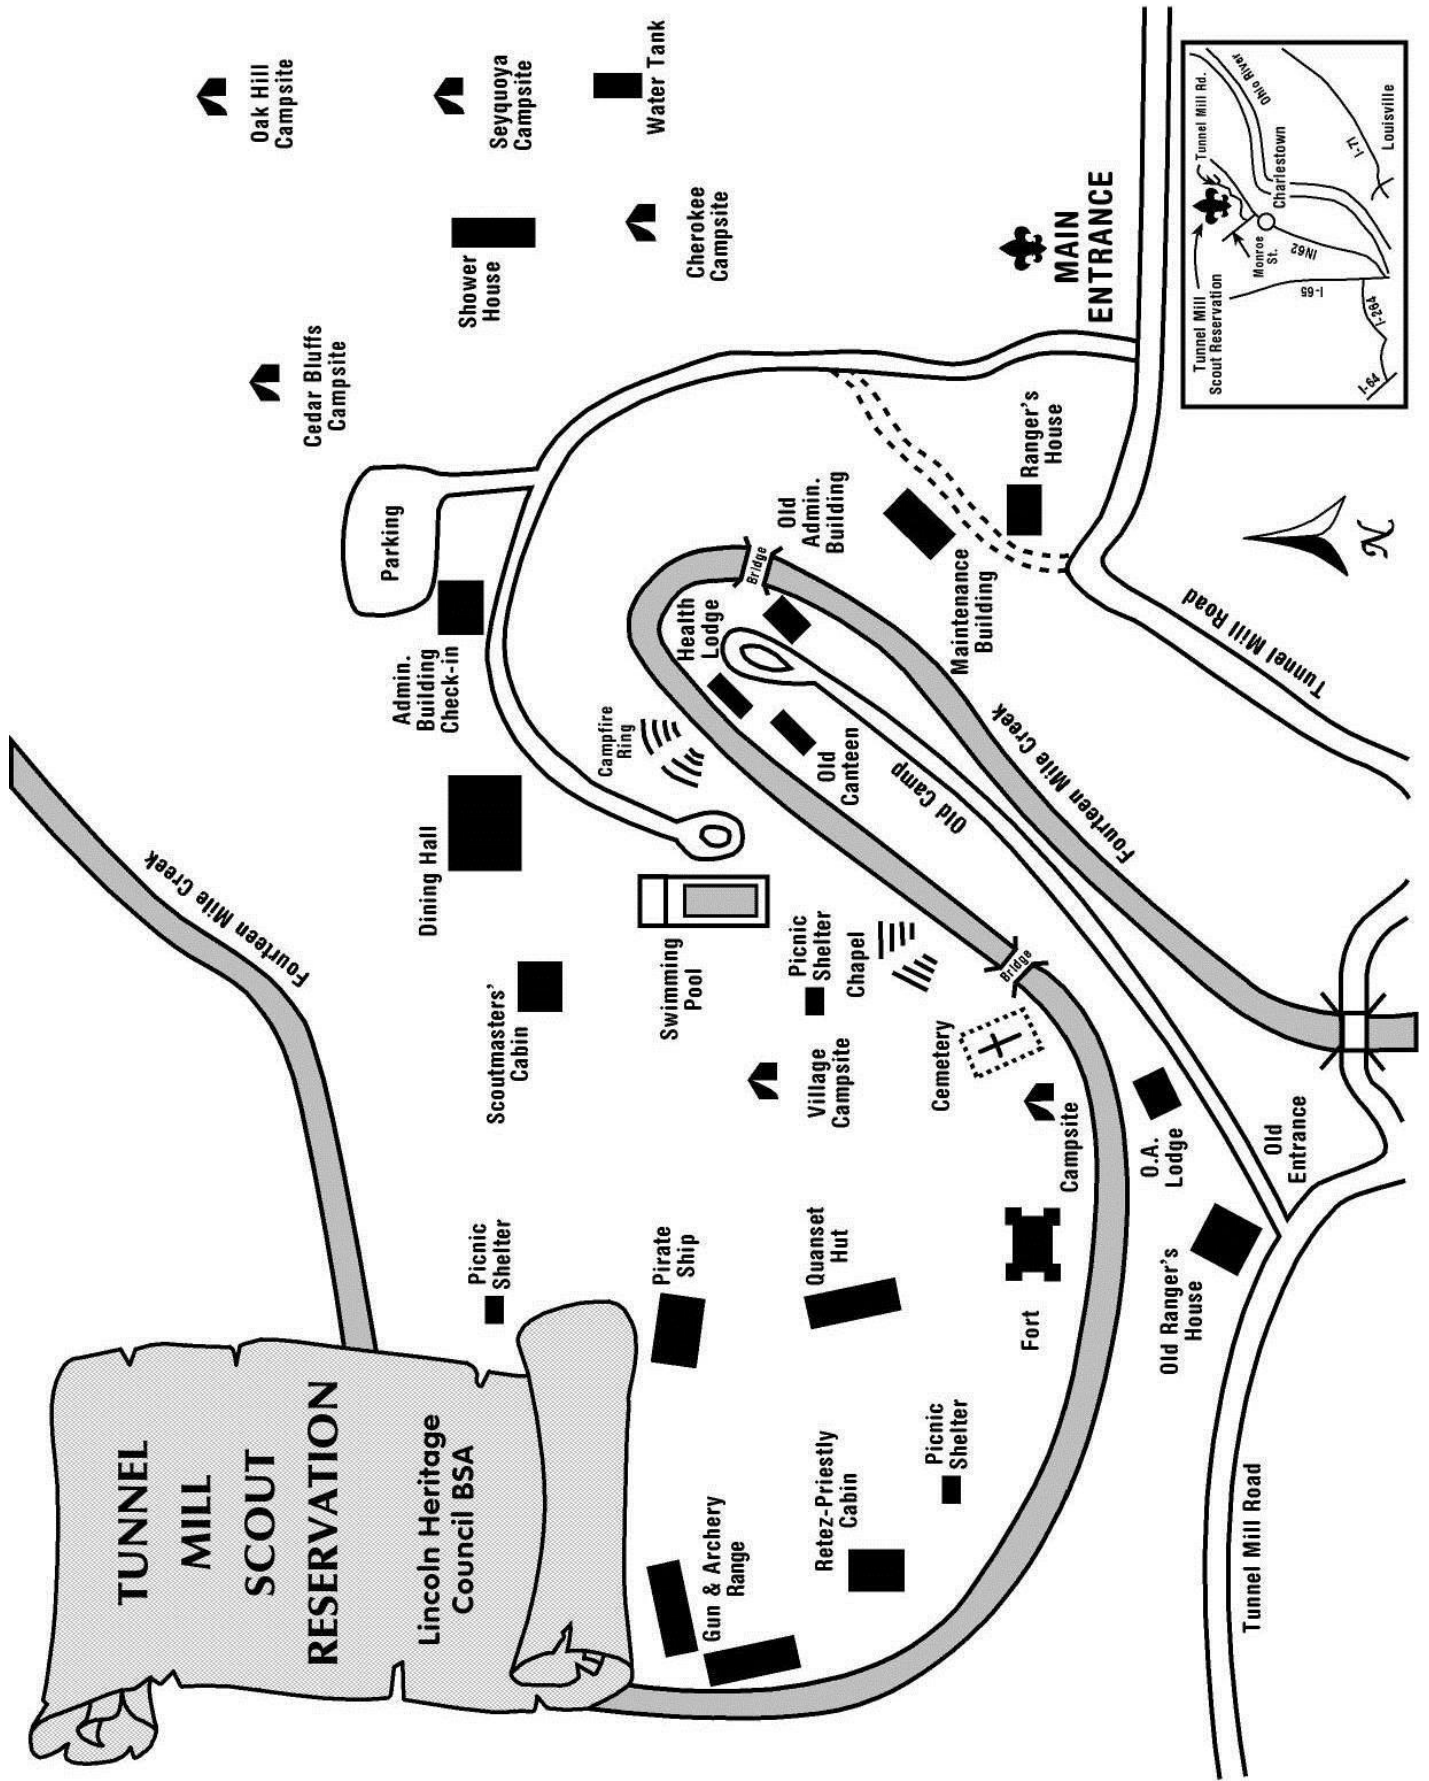 TUNNEL
MILL
SCOUT
RESERVATION
Lincoln Heritage
Council BSA
Fourteen Mile Creek
Picnic
Shelter
Scoutmasters'
Cabin
Dining Hall
Admin.
Building
Check-in
Parking
Cedar Bluffs
Campsite
Oak Hill
Campsite
Seyquoya
Campsite
Water Tank
Shower
House
Cherokee
Campsite
Gun & Archery
Range
Pirate
Ship
Swimming
Pool
Campfire
Ring
Health
Lodge
Bridge
Old
Admin.
Building
Retez-Priestly
Cabin
Quanset
Hut
Village
Campsite
Picnic
Shelter
Chapel
Old
Canteen
Old Camp
Maintenance
Building
Ranger's
House
MAIN
ENTRANCE
Picnic
Shelter
Fort
Campsite
Cemetery
Bridge
Fourteen Mile Creek
Fourteen Mile Creek
O.A.
Lodge
Old
Entrance
Old Ranger's
House
Tunnel Mill Road
Tunnel Mill Road
N
Tunnel Mill
Scout Reservation
Tunnel Mill Rd.
Ohio River
Monroe
St.
Charlestown
IN62
I-65
I-71
I-264
I-64
Louisville